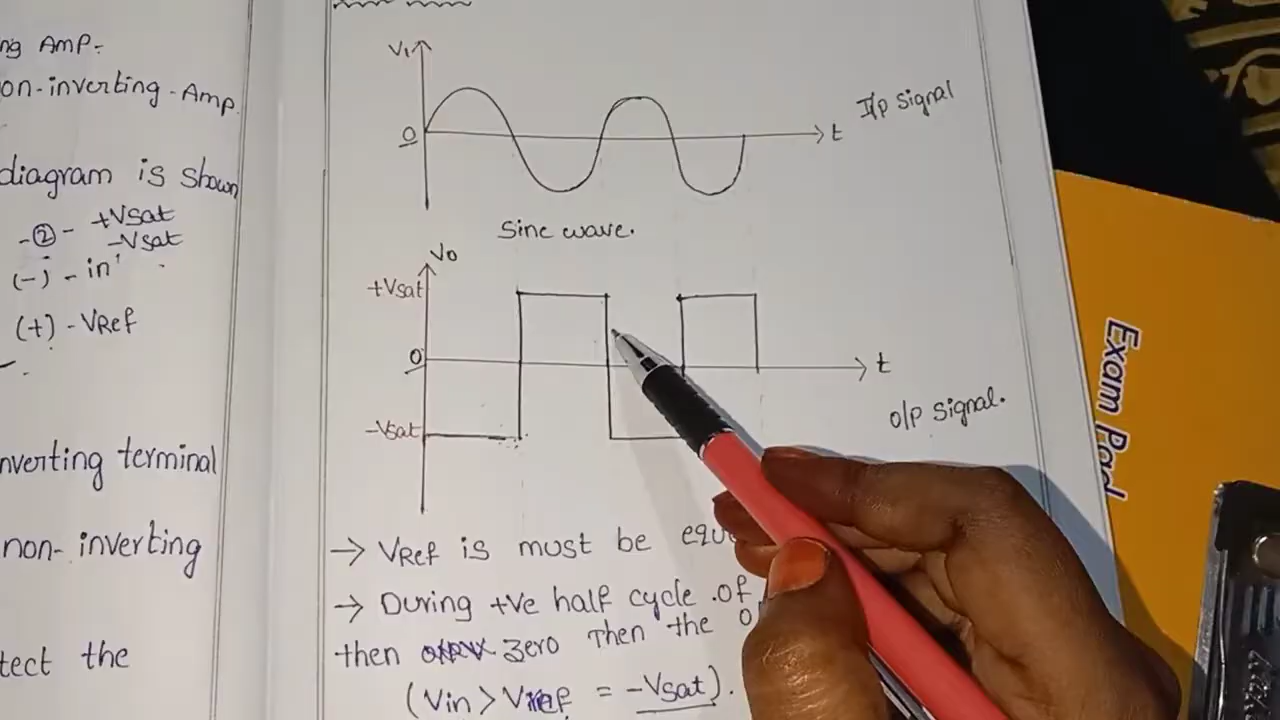 ng AMP-
on-inverting-Amp.
diagram is shown
-②- +Vsat
-Vsat
(-) - in'
(+) - VRef
nverting terminal
non-inverting
tect the
V1
0
t
I/p signal
Sine wave.
Vo
+Vsat
0
t
-Vsat
o/p signal.
→ VRef is must be equ
→ During +ve half cycle of
then zero Then the o
(Vin > VRef = -Vsat).
Exam Pad